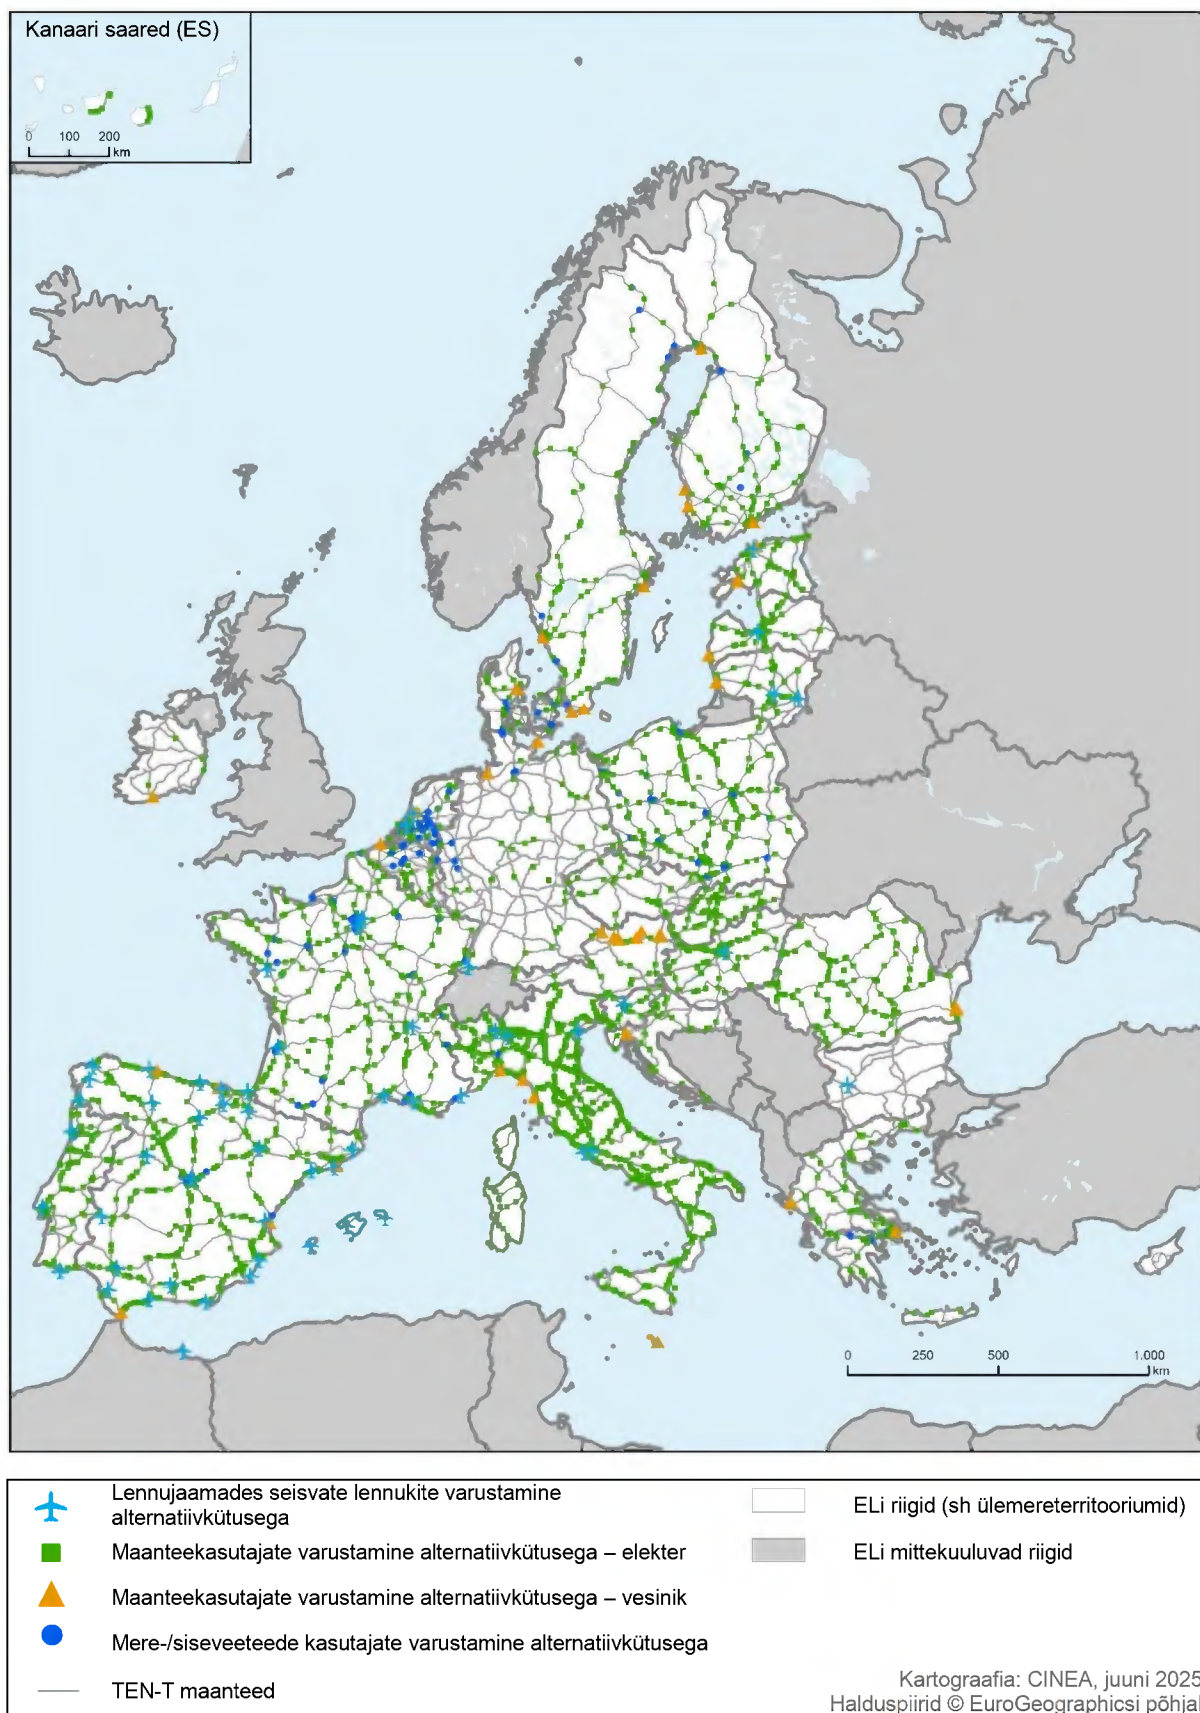 Kanaari saared (ES)
0 100 200
km
0 250 500 1.000
km
Lennujaamades seisvate lennukite varustamine
alternatiivkütusega
Maanteekasutajate varustamine alternatiivkütusega – elekter
Maanteekasutajate varustamine alternatiivkütusega – vesinik
Mere-/siseveeteede kasutajate varustamine alternatiivkütusega
TEN-T maanteed
ELi riigid (sh ülemereterritooriumid)
ELi mittekuuluvad riigid
Kartograafia: CINEA, juuni 2025
Halduspiirid © EuroGeographicsi põhjal